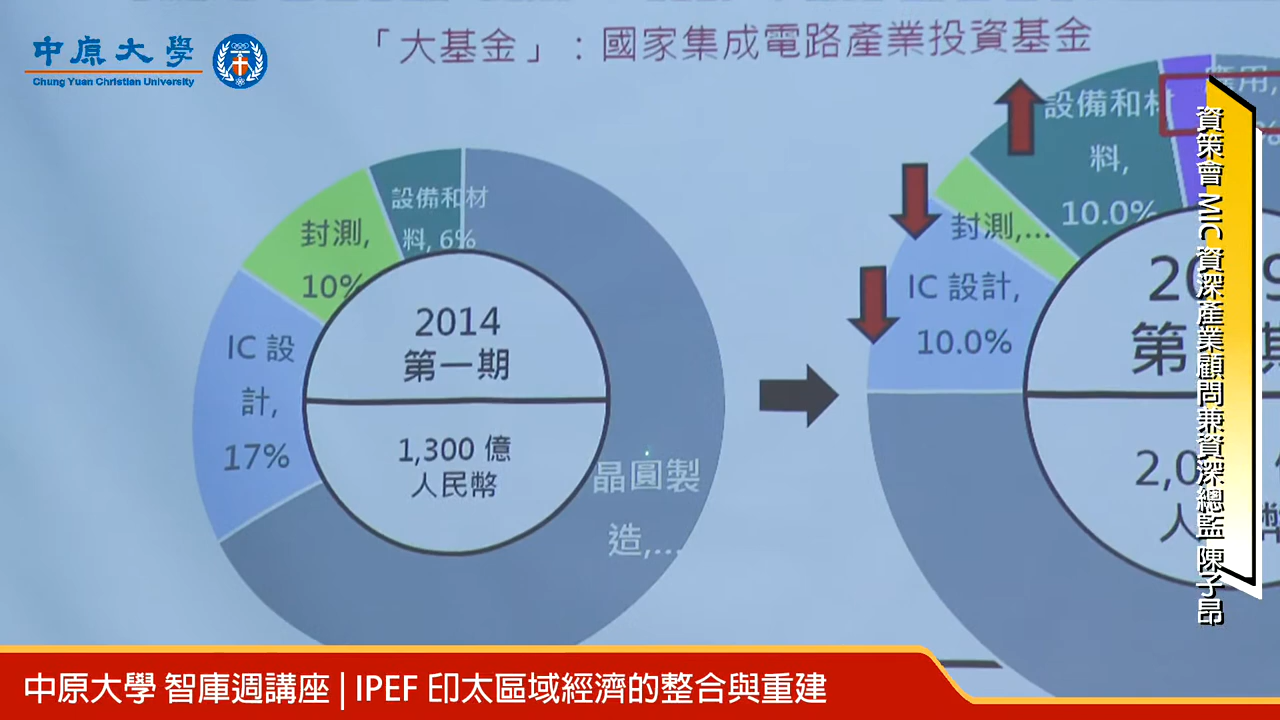 中原大學
Chung Yuan Christian University
「大基金」：國家集成電路產業投資基金
設備和材
料, 6%
封測,
10%
IC 設
計,
17%
2014
第一期
1,300 億
人民幣
晶圓製
造,...
應用,
設備和材
料,
10.0%
封測,...
IC 設計,
10.0%
資策會 MIC 資深產業顧問兼資深總監 陳子昂
中原大學 智庫週講座 | IPEF 印太區域經濟的整合與重建